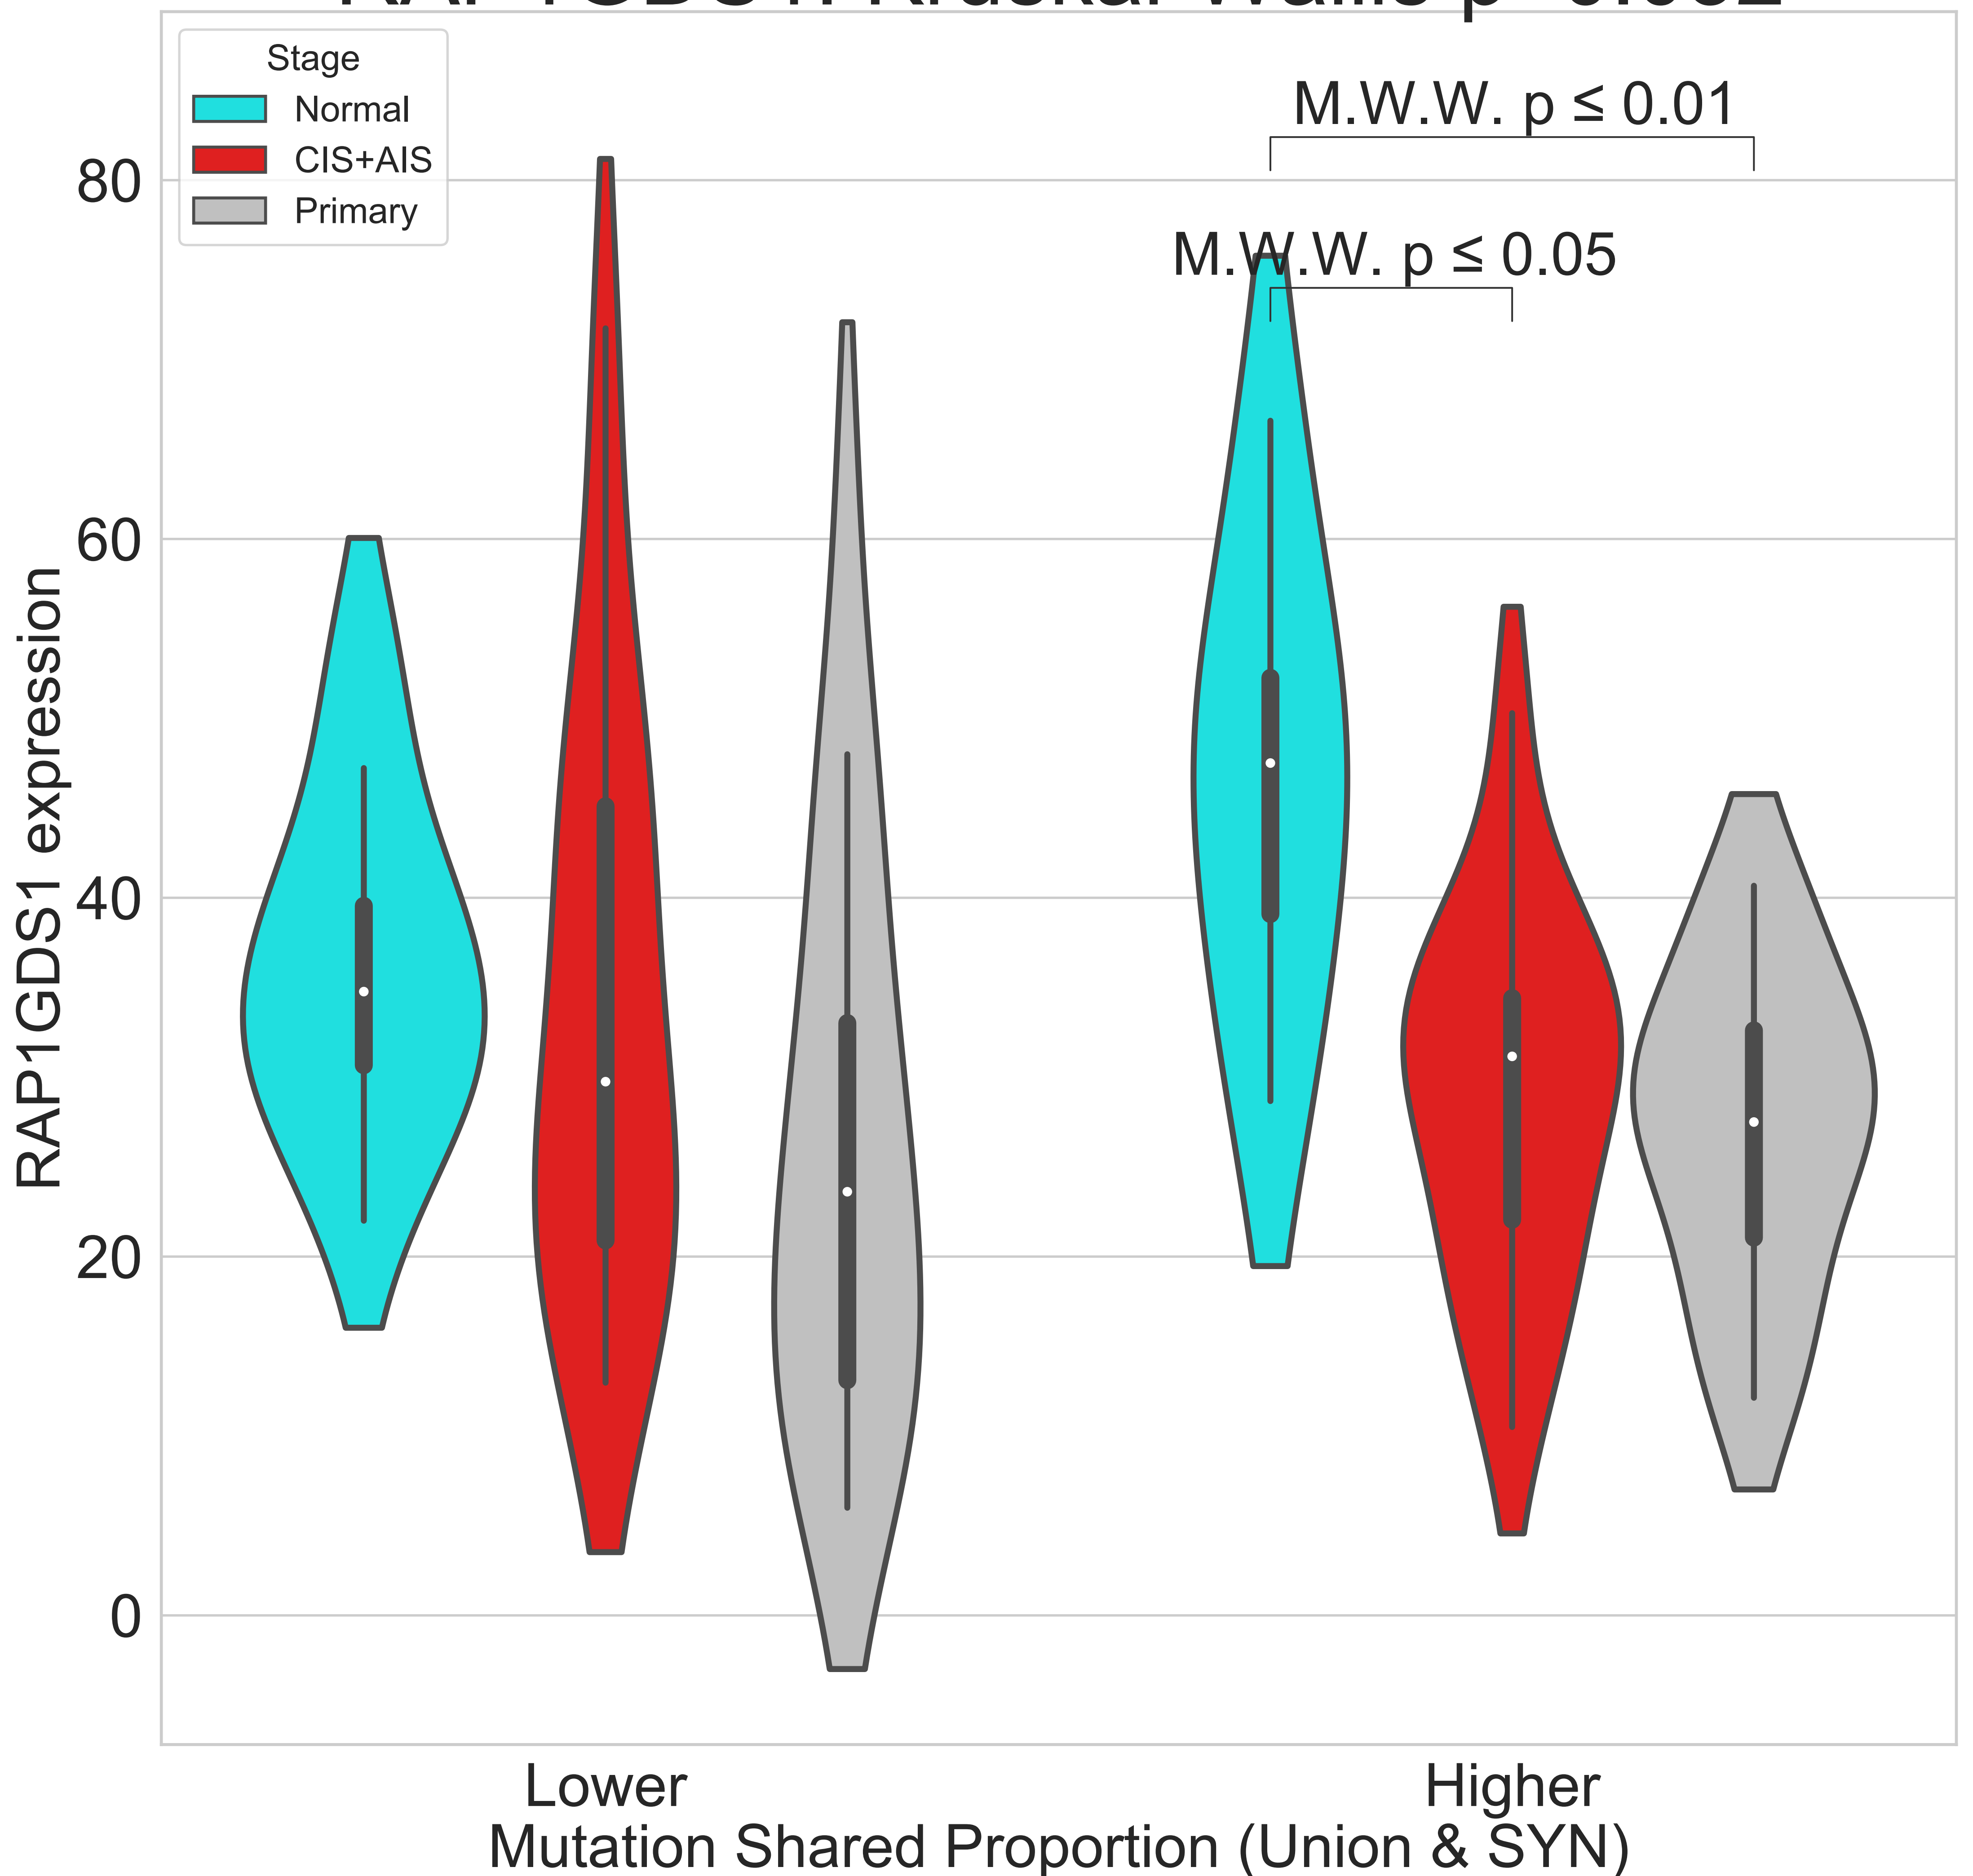 Stage
Normal
CIS+AIS
Primary
M.W.W. p ≤ 0.01
M.W.W. p ≤ 0.05
80
60
40
20
0
RAP1GDS1 expression
Lower
Higher
Mutation Shared Proportion (Union & SYN)